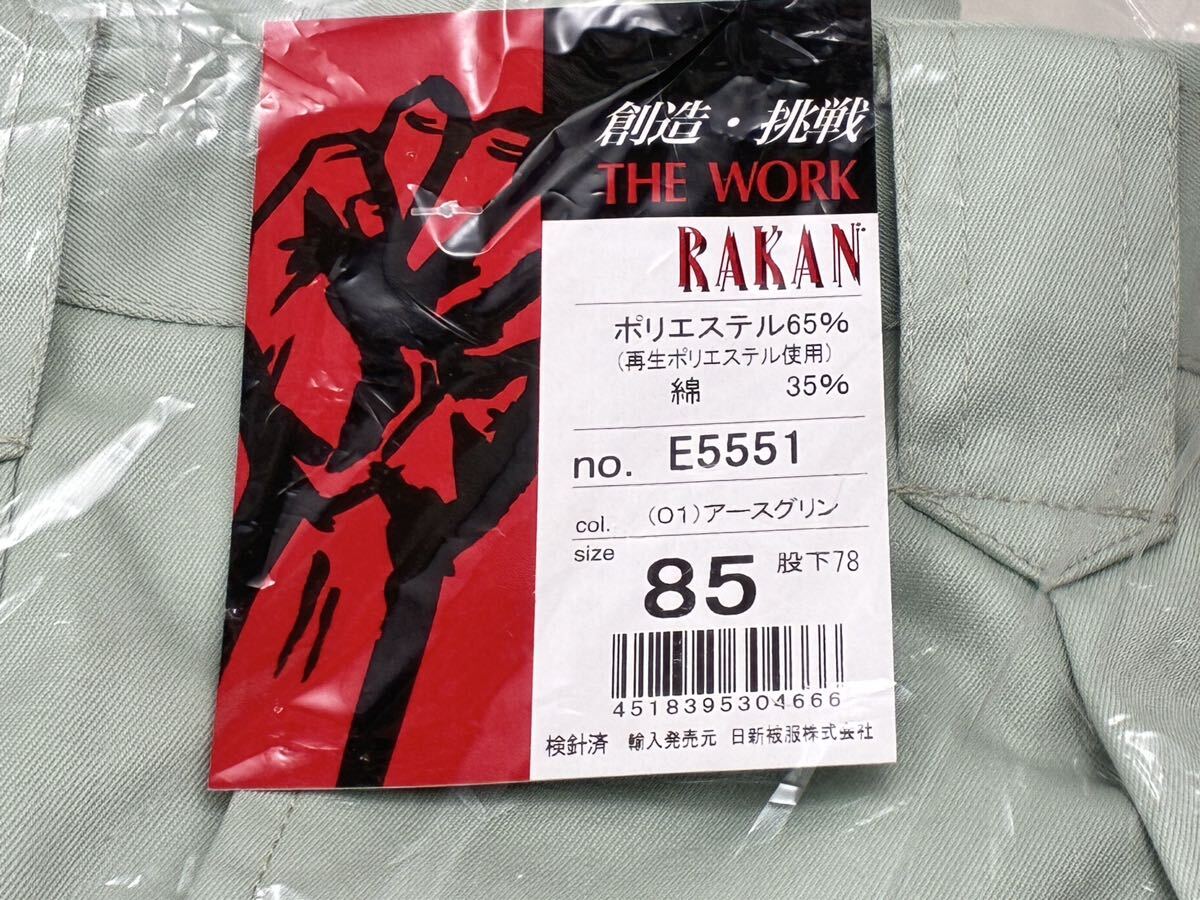 創造・挑戦
THE WORK
RAKAN
ポリエステル65%
(再生ポリエステル使用)
綿 35%
no. E5551
col. (01)アースグリン
size 85 股下78
4518395304666
検針済 輸入発売元 日新被服株式会社